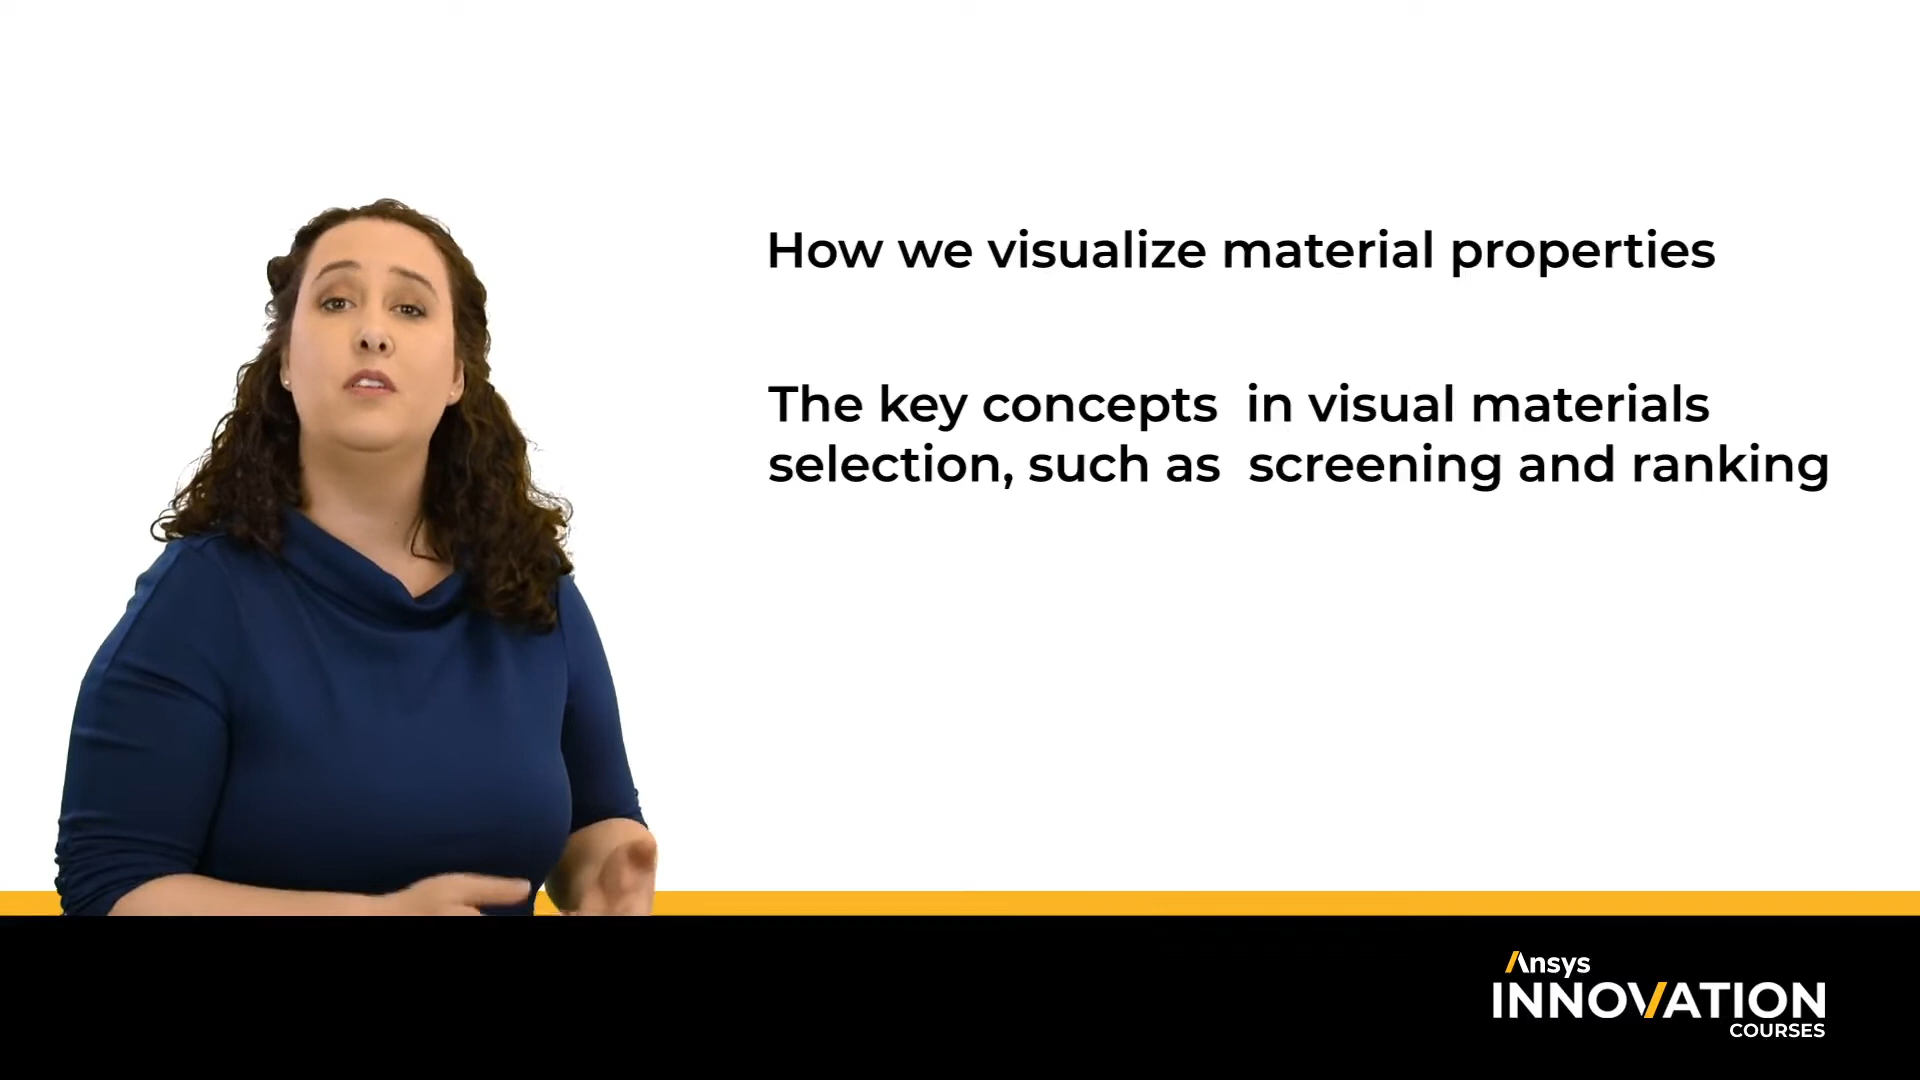 How we visualize material properties
The key concepts in visual materials
selection, such as screening and ranking
Ansys
INNOVATION
COURSES